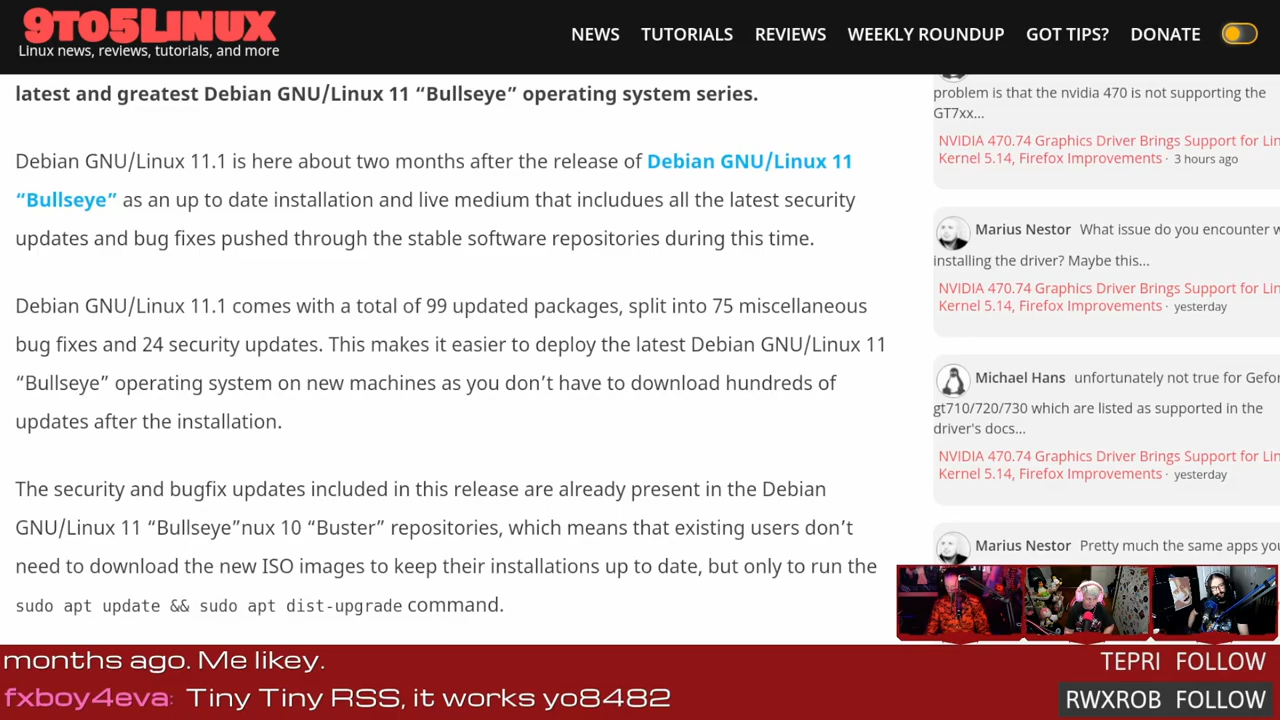 9TO5LINUX
Linux news, reviews, tutorials, and more
NEWS TUTORIALS REVIEWS WEEKLY ROUNDUP GOT TIPS? DONATE
latest and greatest Debian GNU/Linux 11 “Bullseye” operating system series.
Debian GNU/Linux 11.1 is here about two months after the release of Debian GNU/Linux 11
“Bullseye” as an up to date installation and live medium that includues all the latest security
updates and bug fixes pushed through the stable software repositories during this time.
Debian GNU/Linux 11.1 comes with a total of 99 updated packages, split into 75 miscellaneous
bug fixes and 24 security updates. This makes it easier to deploy the latest Debian GNU/Linux 11
“Bullseye” operating system on new machines as you don’t have to download hundreds of
updates after the installation.
The security and bugfix updates included in this release are already present in the Debian
GNU/Linux 11 “Bullseye”nux 10 “Buster” repositories, which means that existing users don’t
need to download the new ISO images to keep their installations up to date, but only to run the
sudo apt update && sudo apt dist-upgrade command.
problem is that the nvidia 470 is not supporting the
GT7xx...
NVIDIA 470.74 Graphics Driver Brings Support for Lin
Kernel 5.14, Firefox Improvements · 3 hours ago
Marius Nestor What issue do you encounter w
installing the driver? Maybe this...
NVIDIA 470.74 Graphics Driver Brings Support for Lin
Kernel 5.14, Firefox Improvements · yesterday
Michael Hans unfortunately not true for Gefor
gt710/720/730 which are listed as supported in the
driver's docs...
NVIDIA 470.74 Graphics Driver Brings Support for Lin
Kernel 5.14, Firefox Improvements · yesterday
Marius Nestor Pretty much the same apps you
months ago. Me likey.
fxboy4eva: Tiny Tiny RSS, it works yo8482
TEPRI FOLLOW
RWXROB FOLLOW